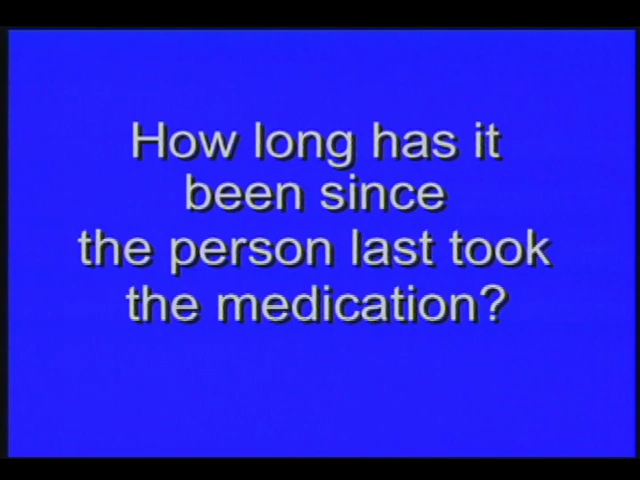 How long has it
been since
the person last took
the medication?